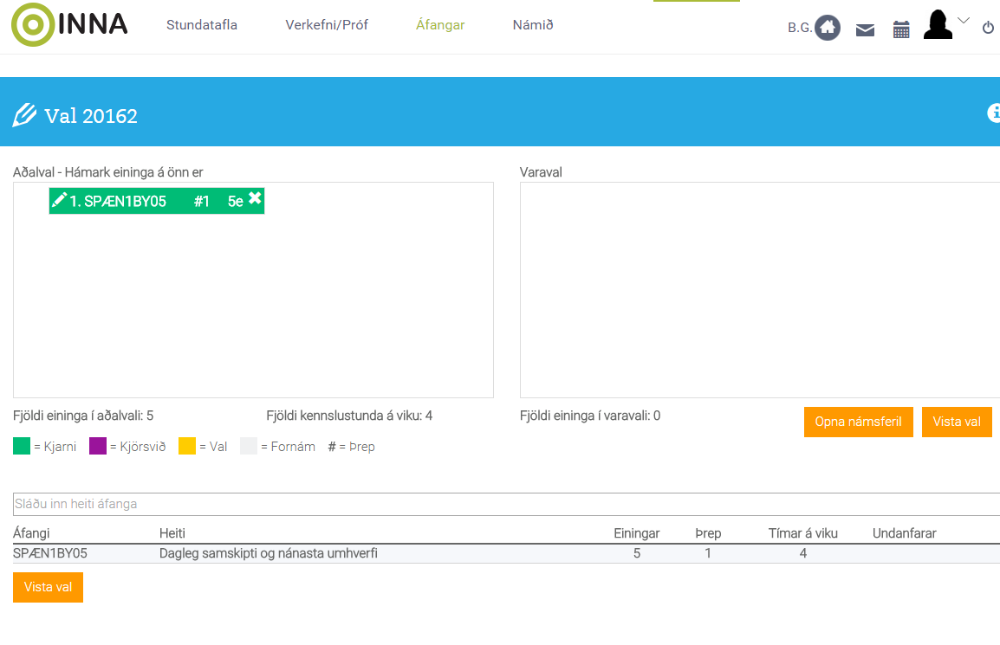 INNA Stundatafla Verkefni/Próf Áfangar Námið B.G.
Val 20162
Aðalval - Hámark eininga á önn er Varaval
1. SPÆN1BY05 #1 5e
Fjöldi eininga í aðalvali: 5 Fjöldi kennslustunda á viku: 4 Fjöldi eininga í varavali: 0 Opna námsferil Vista val
= Kjarni = Kjörsvið = Val = Fornám # = Þrep
Sláðu inn heiti áfanga
Áfangi Heiti Einingar Þrep Tímar á viku Undanfarar
SPÆN1BY05 Dagleg samskipti og nánasta umhverfi 5 1 4
Vista val